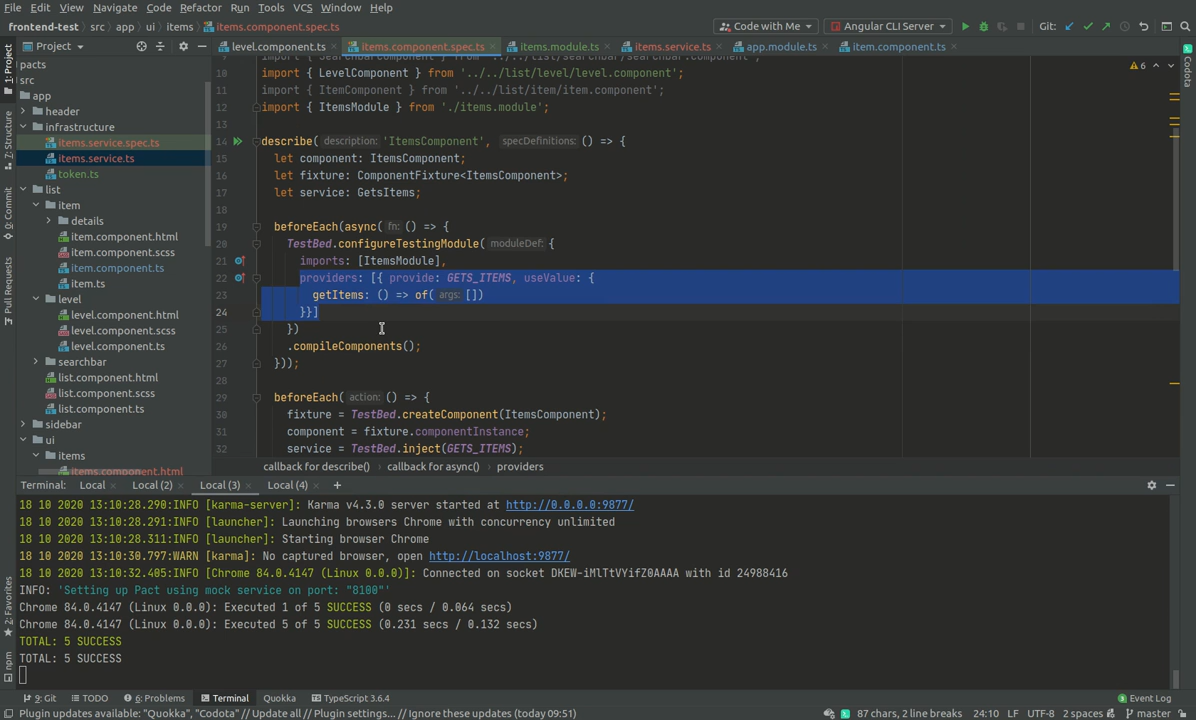 File Edit View Navigate Code Refactor Run Tools VCS Window Help
frontend-test src app ui items items.component.spec.ts Code with Me Angular CLI Server Git:
Project level.component.ts items.component.spec.ts items.module.ts items.service.ts app.module.ts item.component.ts
1: Project
Z: Structure
0: Commit
Pull Requests
2: Favorites
npm
Codota
pacts
src
app
header
infrastructure
items.service.spec.ts
items.service.ts
token.ts
list
item
details
item.component.html
item.component.scss
item.component.ts
item.ts
level
level.component.html
level.component.scss
level.component.ts
searchbar
list.component.html
list.component.scss
list.component.ts
sidebar
ui
items
items.component.html
6
9 import { SearchbarComponent } from '../../list/searchbar/searchbar.component';
10 import { LevelComponent } from '../../list/level/level.component';
11 import { ItemComponent } from '../../list/item/item.component';
12 import { ItemsModule } from './items.module';
13
14 describe( description: 'ItemsComponent', specDefinitions: () => {
15 let component: ItemsComponent;
16 let fixture: ComponentFixture<ItemsComponent>;
17 let service: GetsItems;
18
19 beforeEach(async( fn: () => {
20 TestBed.configureTestingModule( moduleDef: {
21 imports: [ItemsModule],
22 providers: [{ provide: GETS_ITEMS, useValue: {
23 getItems: () => of( args: [])
24 }}]
25 })
26 .compileComponents();
27 }));
28
29 beforeEach( action: () => {
30 fixture = TestBed.createComponent(ItemsComponent);
31 component = fixture.componentInstance;
32 service = TestBed.inject(GETS_ITEMS);
callback for describe() callback for async() providers
Terminal: Local Local (2) Local (3) Local (4) +
18 10 2020 13:10:28.290:INFO [karma-server]: Karma v4.3.0 server started at http://0.0.0.0:9877/
18 10 2020 13:10:28.291:INFO [launcher]: Launching browsers Chrome with concurrency unlimited
18 10 2020 13:10:28.311:INFO [launcher]: Starting browser Chrome
18 10 2020 13:10:30.797:WARN [karma]: No captured browser, open http://localhost:9877/
18 10 2020 13:10:32.405:INFO [Chrome 84.0.4147 (Linux 0.0.0)]: Connected on socket DKEW-iMlTtVYifZ0AAAA with id 24988416
INFO: 'Setting up Pact using mock service on port: "8100"'
Chrome 84.0.4147 (Linux 0.0.0): Executed 1 of 5 SUCCESS (0 secs / 0.064 secs)
Chrome 84.0.4147 (Linux 0.0.0): Executed 5 of 5 SUCCESS (0.231 secs / 0.132 secs)
TOTAL: 5 SUCCESS
TOTAL: 5 SUCCESS
9: Git TODO 6: Problems Terminal Quokka TypeScript 3.6.4 Event Log
Plugin updates available: "Quokka", "Codota" // Update all // Plugin settings... // Ignore these updates (today 09:51) 87 chars, 2 line breaks 24:10 LF UTF-8 2 spaces master